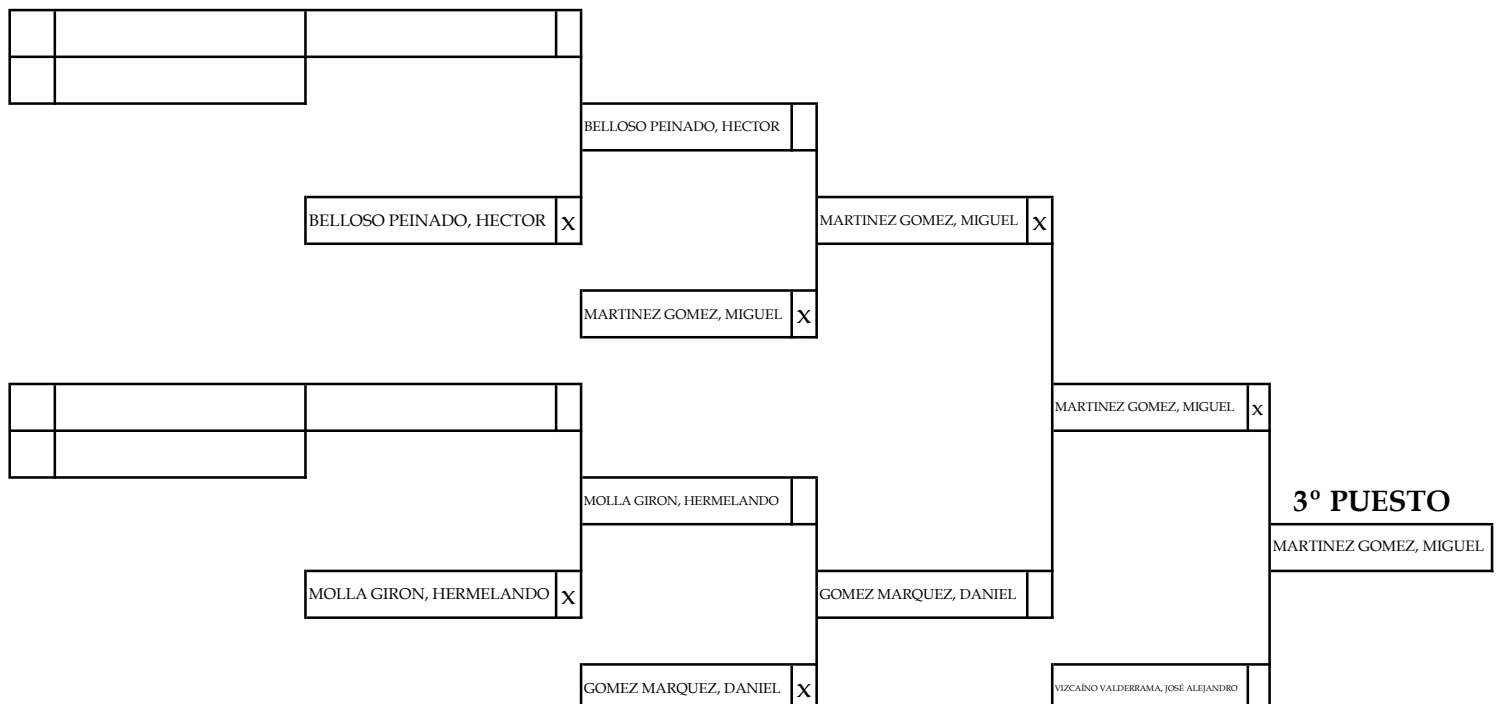 BELLOSO PEINADO, HECTOR
BELLOSO PEINADO, HECTOR x
MARTINEZ GOMEZ, MIGUEL x
MARTINEZ GOMEZ, MIGUEL x
MARTINEZ GOMEZ, MIGUEL x
MOLLA GIRON, HERMELANDO
3º PUESTO
MARTINEZ GOMEZ, MIGUEL
MOLLA GIRON, HERMELANDO x
GOMEZ MARQUEZ, DANIEL
GOMEZ MARQUEZ, DANIEL x
VIZCAÍNO VALDERRAMA, JOSÉ ALEJANDRO